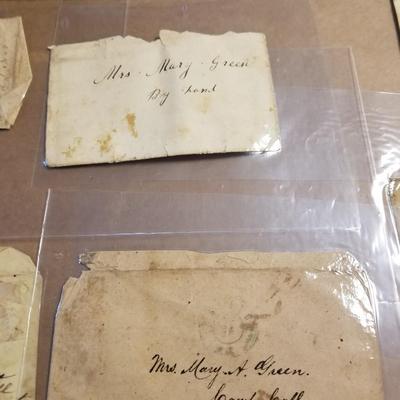 Mrs. Mary. Green
By hand
Mrs. Mary A. Green.